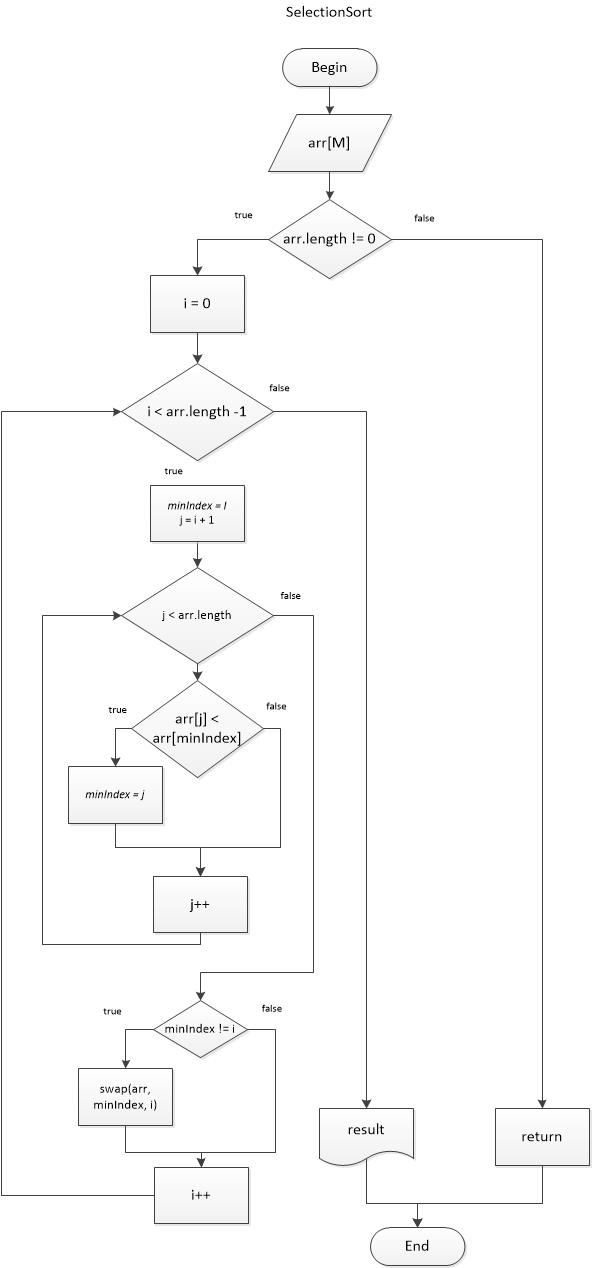 SelectionSort
Begin
arr[M]
true
false
arr.length != 0
i = 0
false
i < arr.length -1
true
minIndex = I
j = i + 1
false
j < arr.length
true
false
arr[j] <
arr[minIndex]
minIndex = j
j++
true
false
minIndex != i
swap(arr,
minIndex, i)
result
return
i++
End